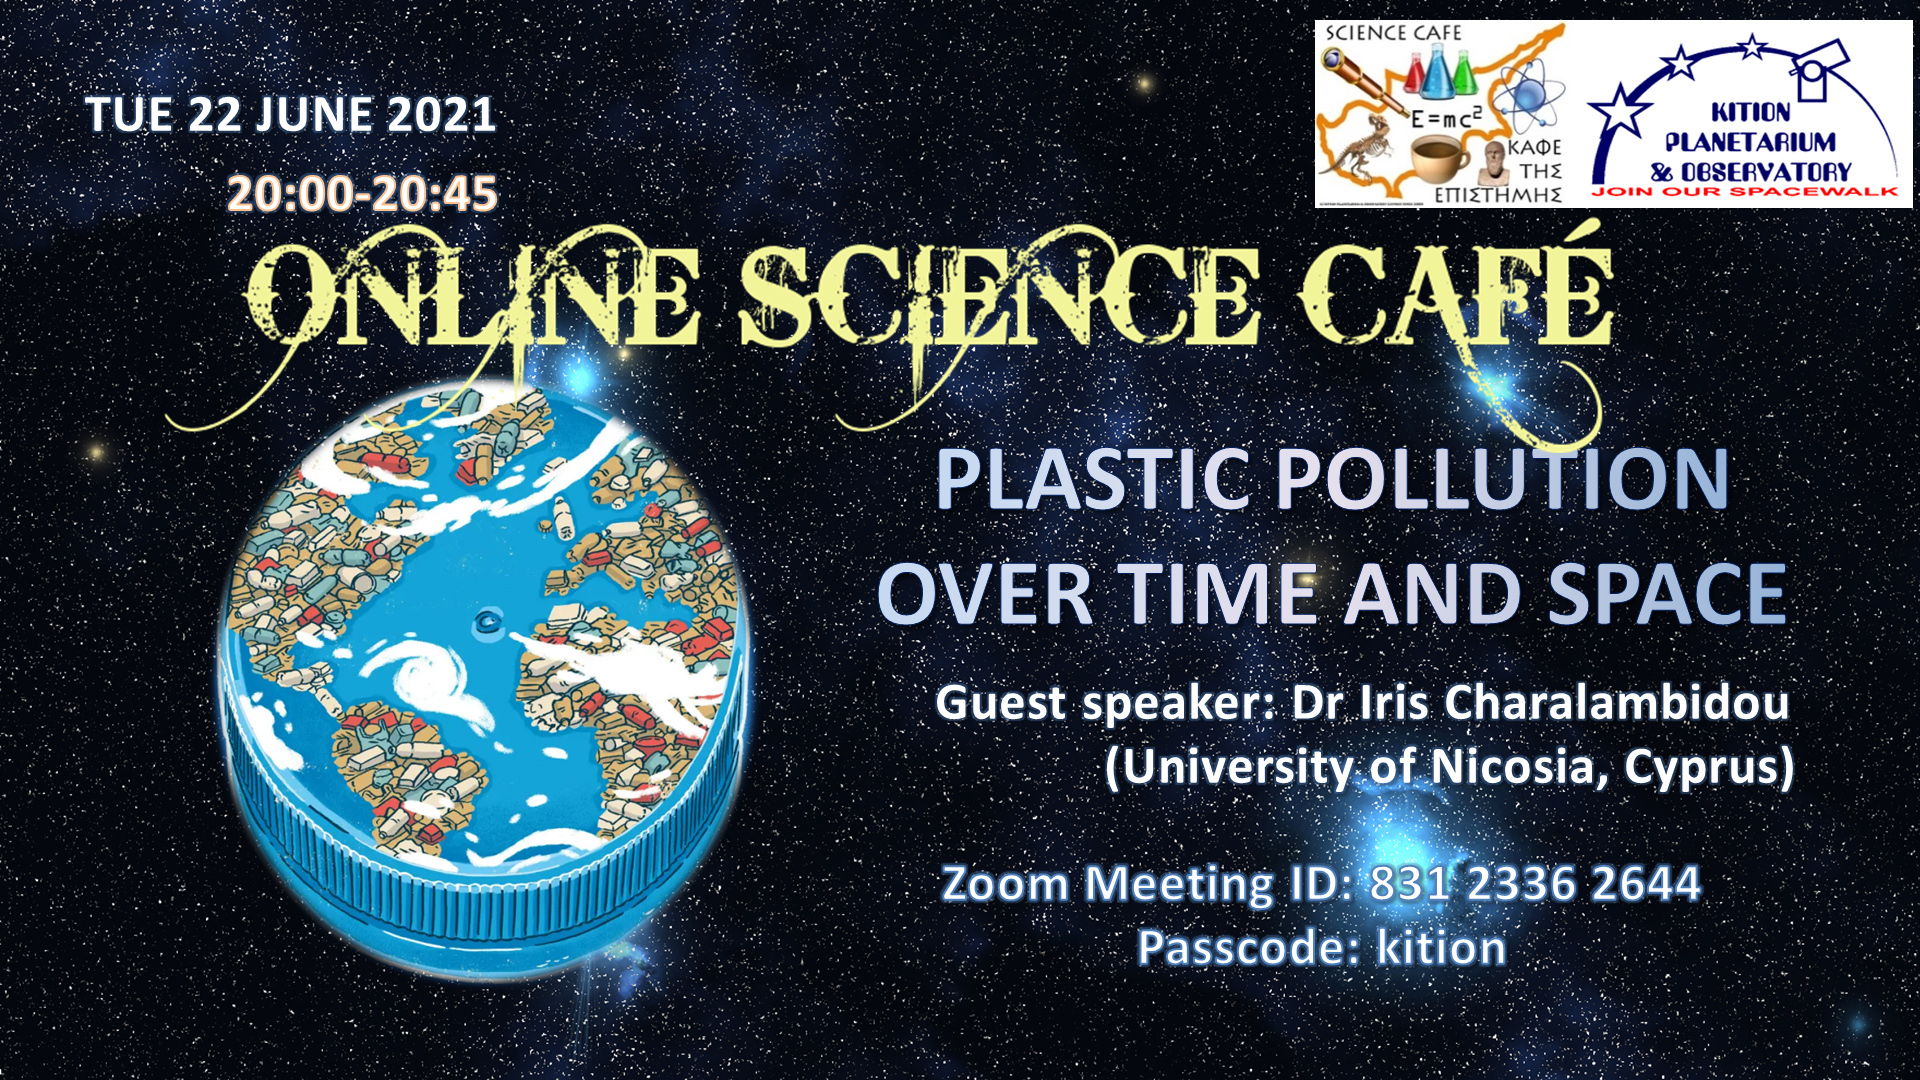 TUE 22 JUNE 2021
20:00-20:45
SCIENCE CAFE
E=mc²
ΚΑΦΕ
ΤΗΣ
ΕΠΙΣΤΗΜΗΣ
KITION
PLANETARIUM
& OBSERVATORY
JOIN OUR SPACEWALK
ONLINE SCIENCE CAFÉ
PLASTIC POLLUTION
OVER TIME AND SPACE
Guest speaker: Dr Iris Charalambidou
(University of Nicosia, Cyprus)
Zoom Meeting ID: 831 2336 2644
Passcode: kition